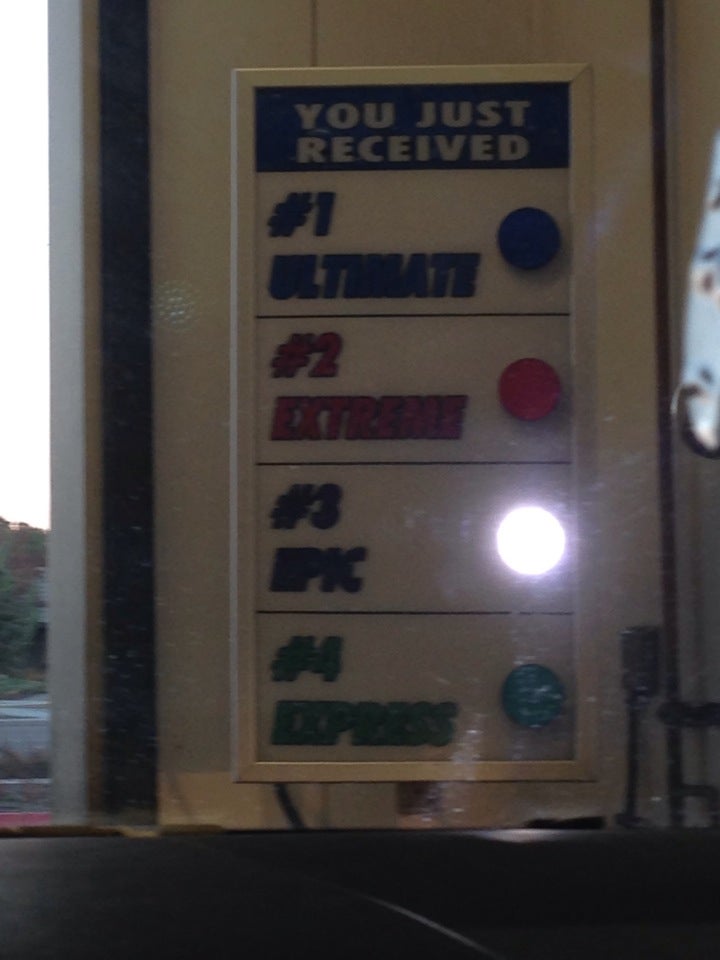 YOU JUST
RECEIVED
#1
ULTIMATE
#2
EXTREME
#3
EPIC
#4
EXPRESS